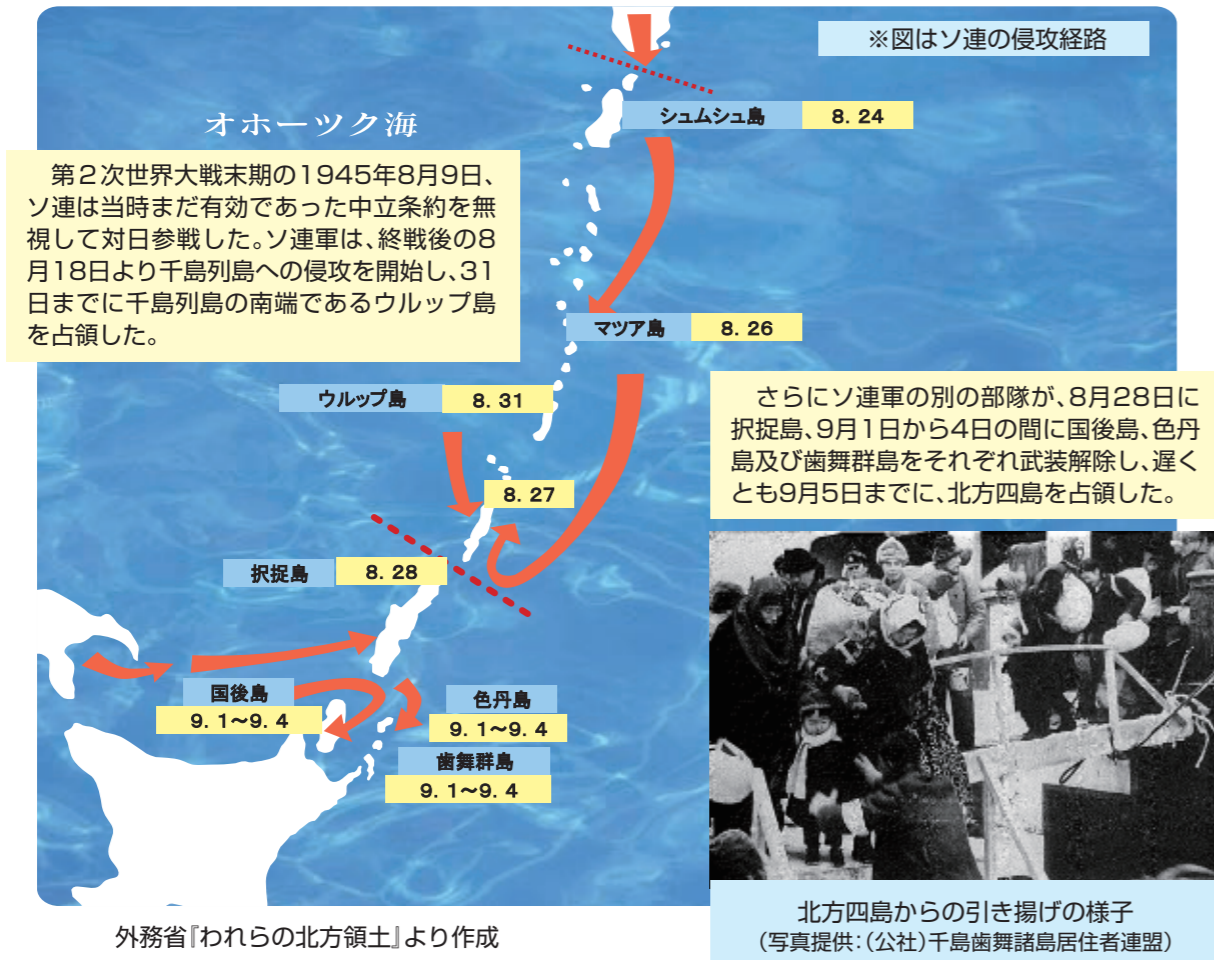 ※図はソ連の侵攻経路
オホーツク海
シュムシュ島
8. 24
第2次世界大戦末期の1945年8月9日、
ソ連は当時まだ有効であった中立条約を無
視して対日参戦した。ソ連軍は、終戦後の8
月18日より千島列島への侵攻を開始し、31
日までに千島列島の南端であるウルップ島
を占領した。
マツア島
8. 26
ウルップ島
8. 31
さらにソ連軍の別の部隊が、8月28日に
択捉島、9月1日から4日の間に国後島、色丹
島及び歯舞群島をそれぞれ武装解除し、遅く
とも9月5日までに、北方四島を占領した。
8. 27
択捉島
8. 28
国後島
9. 1〜9. 4
色丹島
9. 1〜9. 4
歯舞群島
9. 1〜9. 4
外務省『われらの北方領土』より作成
北方四島からの引き揚げの様子
（写真提供：（公社）千島歯舞諸島居住者連盟）